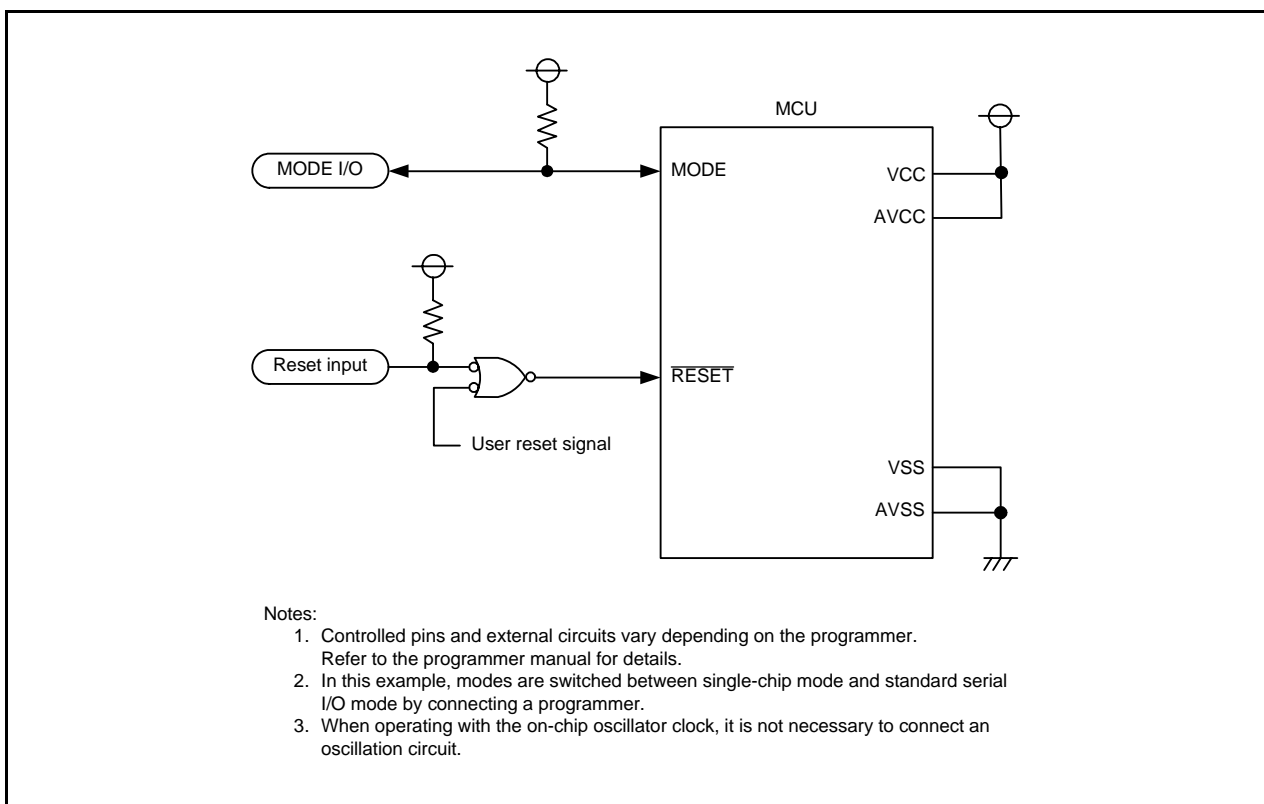 MCU
MODE I/O
MODE
VCC
AVCC
Reset input
RESET
User reset signal
VSS
AVSS
Notes:
1. Controlled pins and external circuits vary depending on the programmer.
Refer to the programmer manual for details.
2. In this example, modes are switched between single-chip mode and standard serial
I/O mode by connecting a programmer.
3. When operating with the on-chip oscillator clock, it is not necessary to connect an
oscillation circuit.